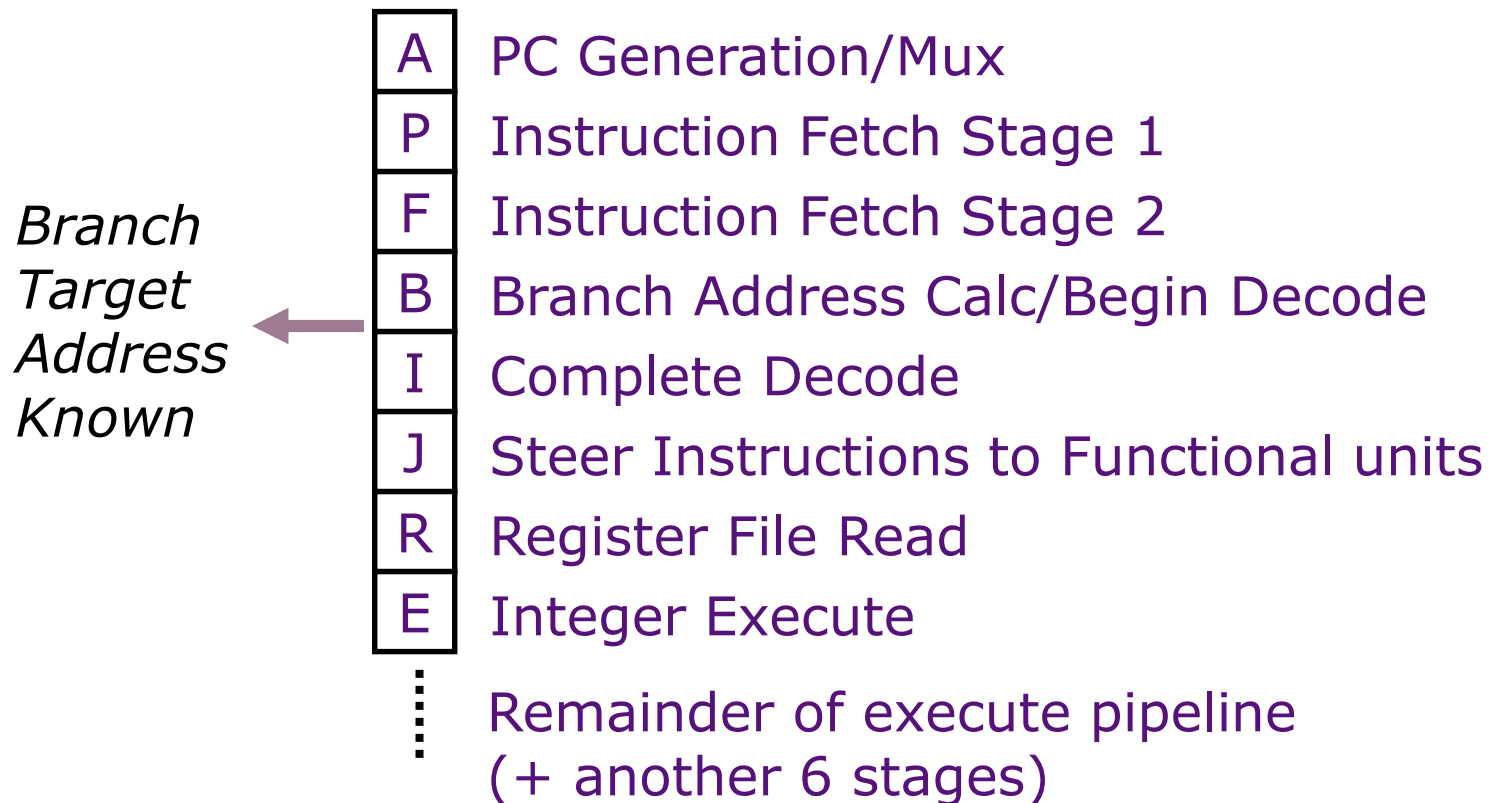 A PC Generation/Mux
P Instruction Fetch Stage 1
F Instruction Fetch Stage 2
B Branch Address Calc/Begin Decode
I Complete Decode
J Steer Instructions to Functional units
R Register File Read
E Integer Execute
Remainder of execute pipeline
(+ another 6 stages)
Branch
Target
Address
Known